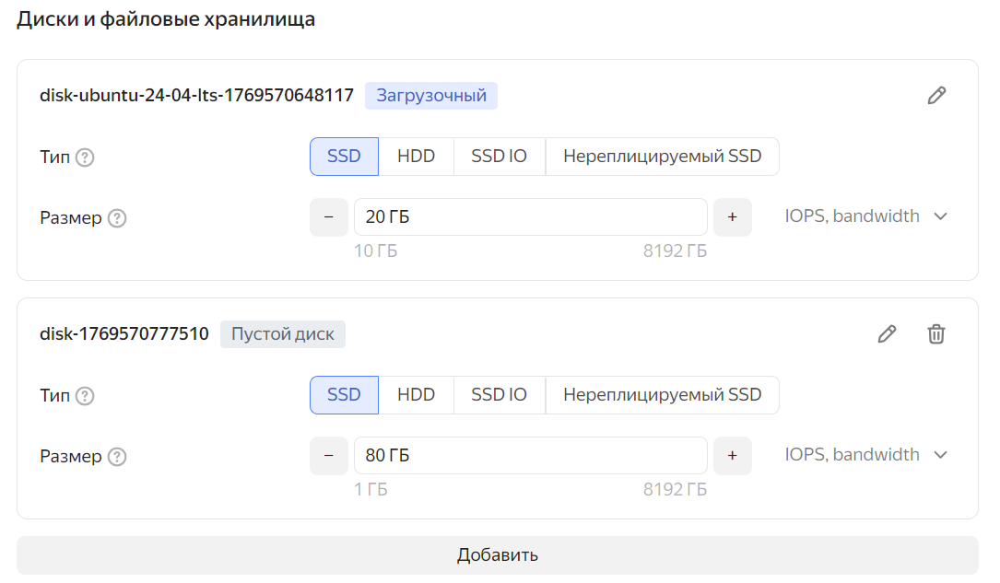 Диски и файловые хранилища
disk-ubuntu-24-04-lts-1769570648117 Загрузочный
Тип ? SSD HDD SSD IO Нереплицируемый SSD
Размер ? − 20 ГБ + IOPS, bandwidth
10 ГБ 8192 ГБ
disk-1769570777510 Пустой диск
Тип ? SSD HDD SSD IO Нереплицируемый SSD
Размер ? − 80 ГБ + IOPS, bandwidth
1 ГБ 8192 ГБ
Добавить